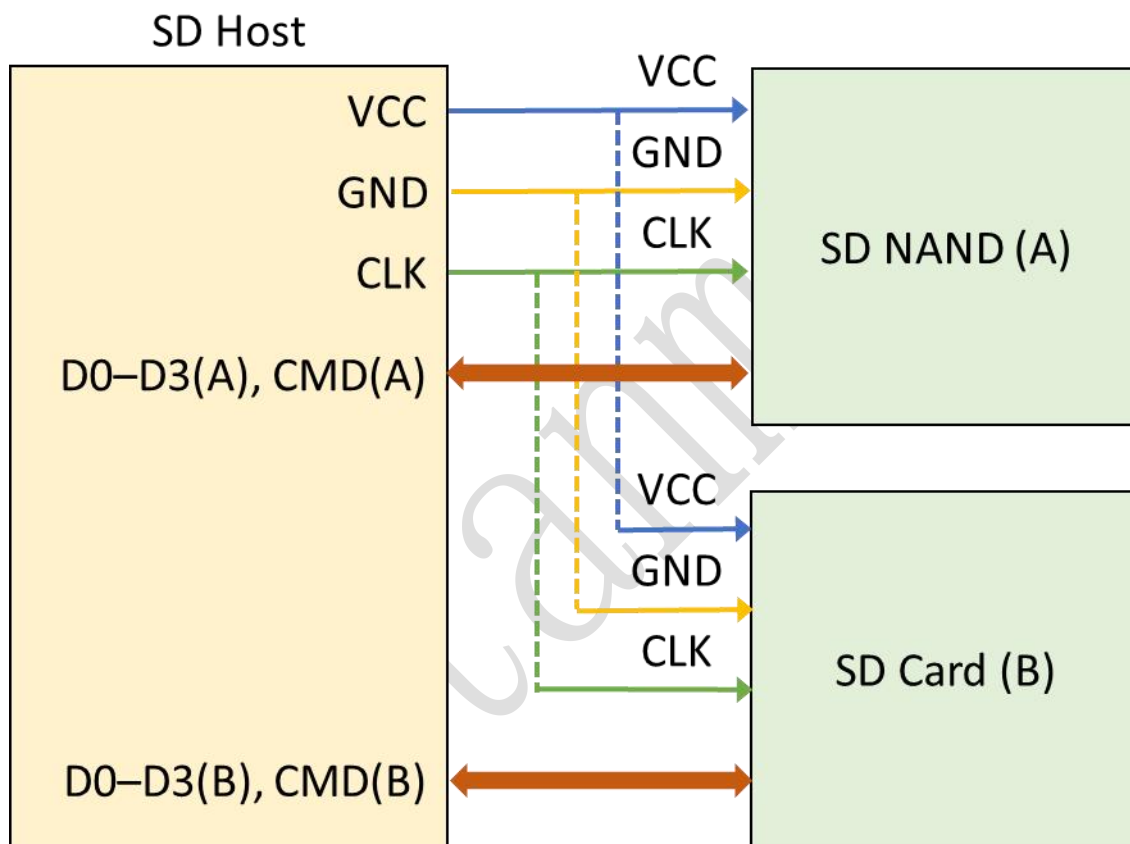 SD Host
VCC
GND
CLK
D0–D3(A), CMD(A)
D0–D3(B), CMD(B)
VCC
GND
CLK
SD NAND (A)
VCC
GND
CLK
SD Card (B)